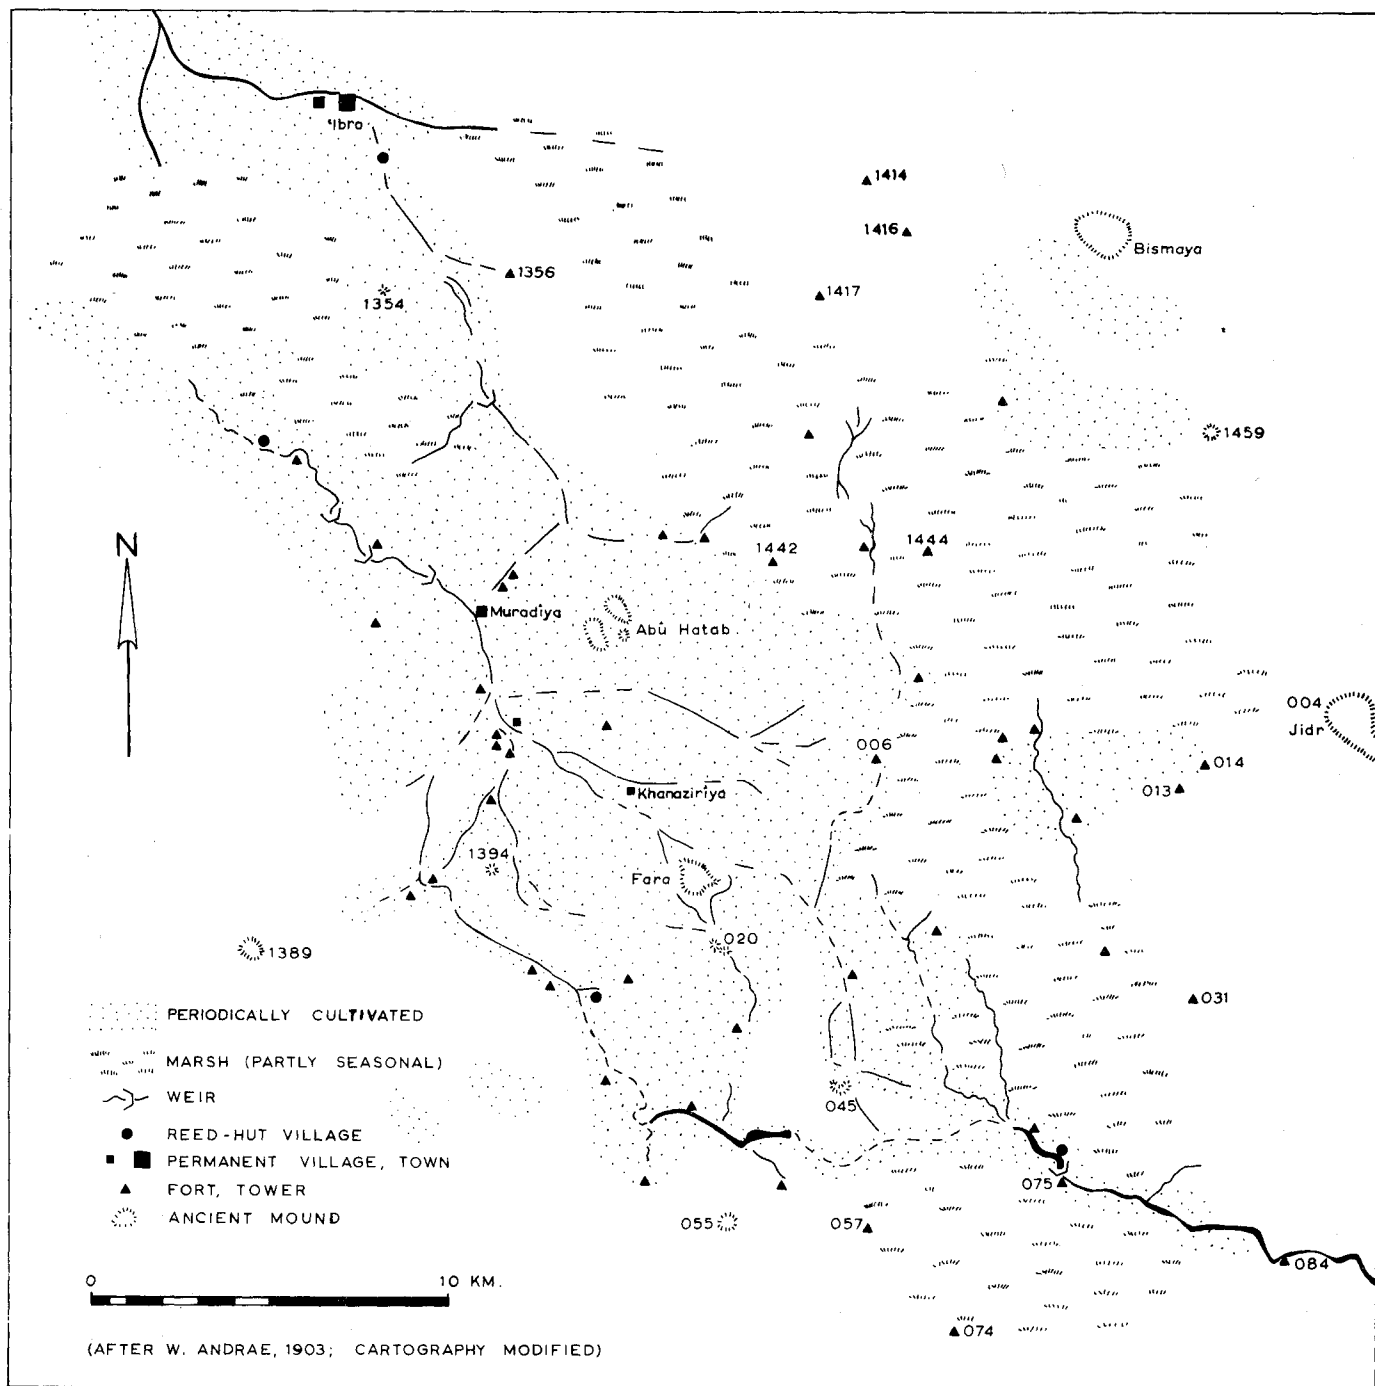 'Ibra
1414
1416
Bismaya
1356
1417
1354
1459
N
1442
1444
Muradiya
Abû Hatab
004
Jidr
006
014
013
Khanaziriya
1394
Fara
020
1389
031
PERIODICALLY CULTIVATED
MARSH (PARTLY SEASONAL)
WEIR
045
REED-HUT VILLAGE
PERMANENT VILLAGE, TOWN
075
FORT, TOWER
ANCIENT MOUND
055
057
084
0 10 KM.
074
(AFTER W. ANDRAE, 1903; CARTOGRAPHY MODIFIED)